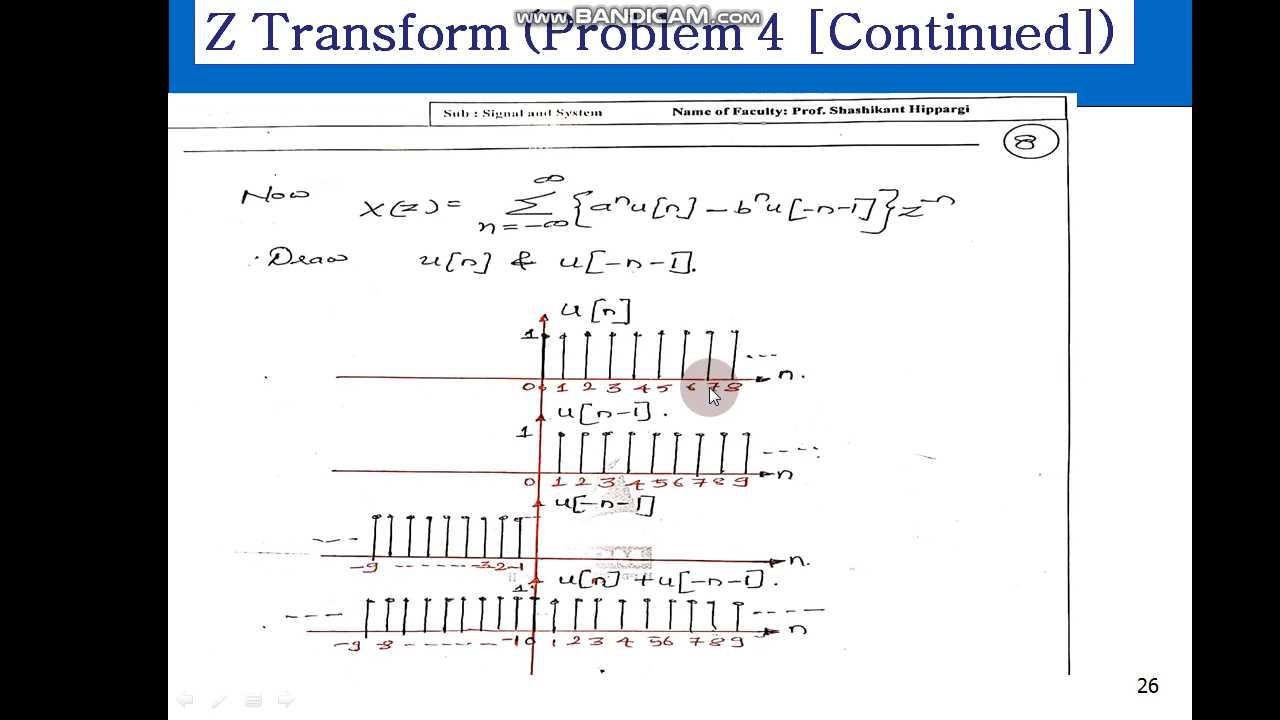 www.BANDICAM.com
Z Transform (Problem 4 [Continued])
Sub : Signal and System Name of Faculty: Prof. Shashikant Hippargi
8
Now X(z) = ∞ Σ n = -∞ {aⁿu[n] - bⁿu[-n-1]} z⁻ⁿ
Draw u[n] & u[-n-1].
u[n]
1
--- n.
0 1 2 3 4 5 6 7 8
u[n-1].
1
---- n
0 1 2 3 4 5 6 7 8 9
u[-n-1]
---
n.
-9 ------ -3 -2 -1
u[n] + u[-n-1].
1
--- ----- n
-9 -8 ------ -1 0 1 2 3 4 5 6 7 8 9
26